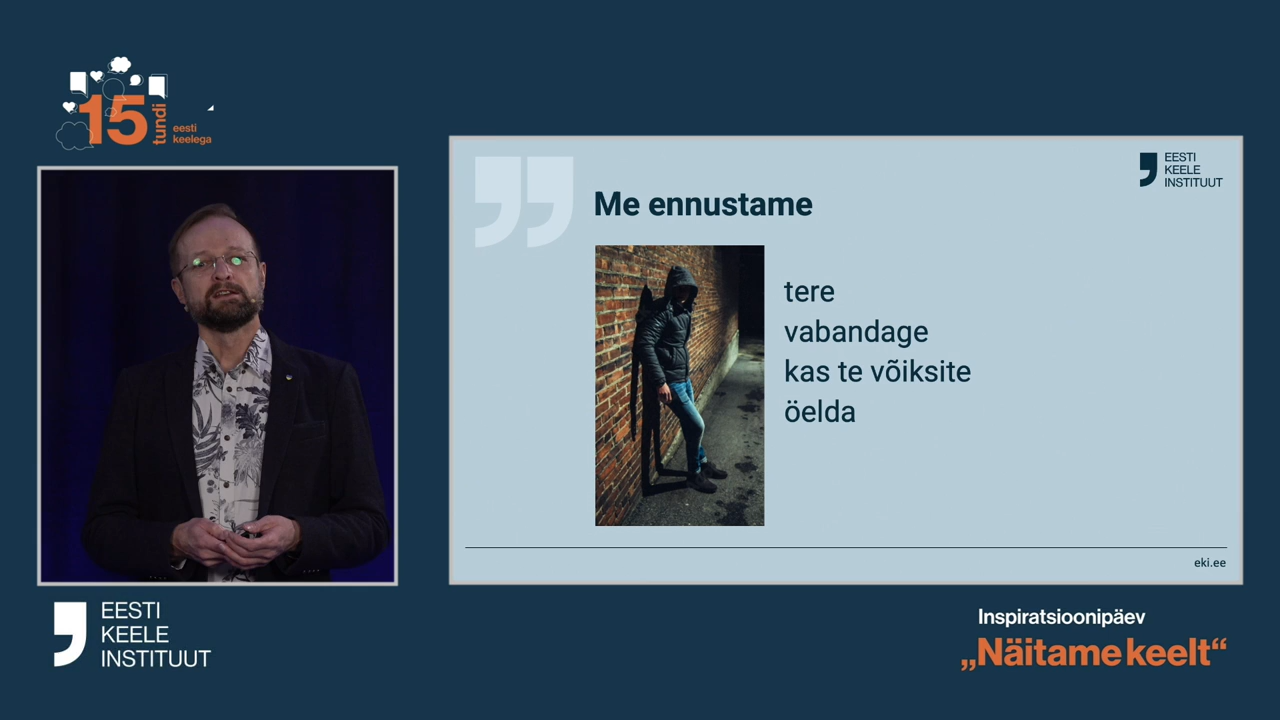 15
tundi
eesti
keelega
EESTI
KEELE
INSTITUUT
Me ennustame
tere
vabandage
kas te võiksite
öelda
eki.ee
EESTI
KEELE
INSTITUUT
Inspiratsioonipäev
„Näitame keelt“